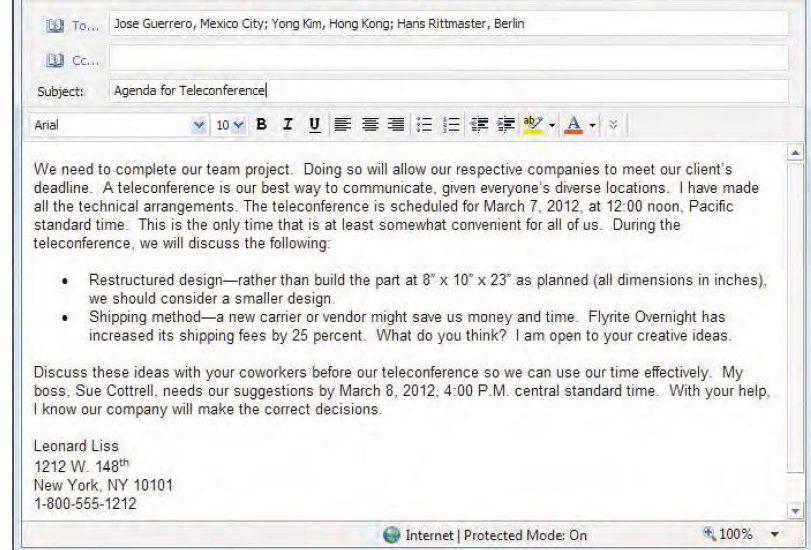 To... Jose Guerrero, Mexico City; Yong Kim, Hong Kong; Hans Rittmaster, Berlin
Cc...
Subject: Agenda for Teleconference
Arial 10 B I U ab A
We need to complete our team project. Doing so will allow our respective companies to meet our client's
deadline. A teleconference is our best way to communicate, given everyone's diverse locations. I have made
all the technical arrangements. The teleconference is scheduled for March 7, 2012, at 12:00 noon, Pacific
standard time. This is the only time that is at least somewhat convenient for all of us. During the
teleconference, we will discuss the following:
• Restructured design—rather than build the part at 8" x 10" x 23" as planned (all dimensions in inches),
we should consider a smaller design.
• Shipping method—a new carrier or vendor might save us money and time. Flyrite Overnight has
increased its shipping fees by 25 percent. What do you think? I am open to your creative ideas.
Discuss these ideas with your coworkers before our teleconference so we can use our time effectively. My
boss, Sue Cottrell, needs our suggestions by March 8, 2012, 4:00 P.M. central standard time. With your help,
I know our company will make the correct decisions.
Leonard Liss
1212 W. 148th
New York, NY 10101
1-800-555-1212
Internet | Protected Mode: On 100%